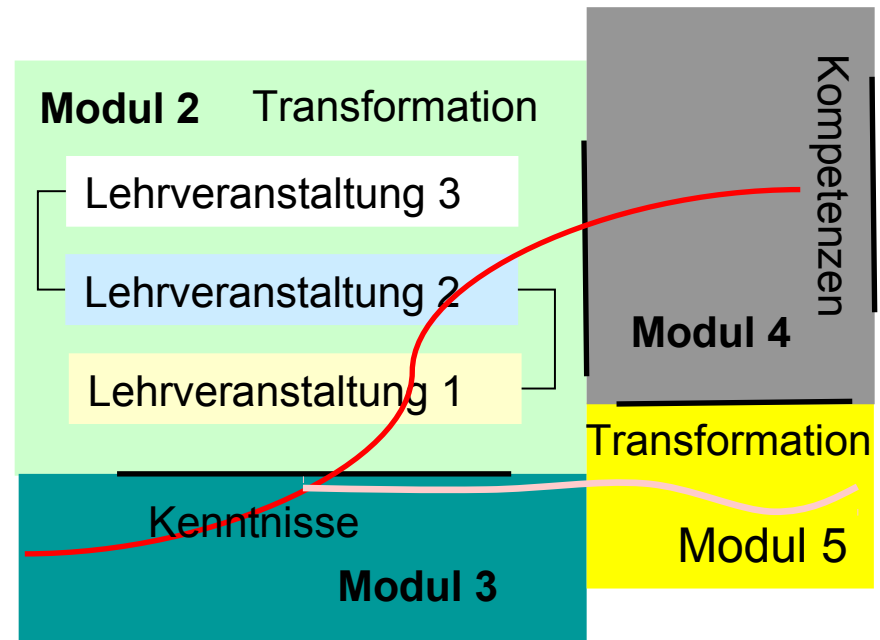 Modul 2 Transformation
Lehrveranstaltung 3
Lehrveranstaltung 2
Lehrveranstaltung 1
Kompetenzen
Modul 4
Transformation
Modul 5
Kenntnisse
Modul 3